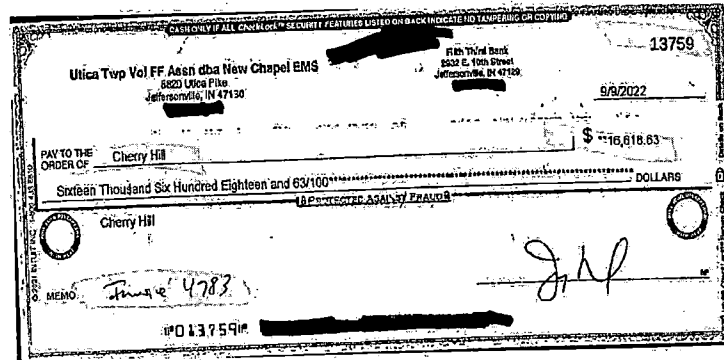 CASH ONLY IF ALL CheckLock™ SECURITY FEATURES LISTED ON BACK INDICATE NO TAMPERING OR COPYING
13759
Utica Twp Vol FF Assn dba New Chapel EMS
Utica Pike
Jeffersonville, IN 47130
Fifth Third Bank
E. 10th Street
Jeffersonville, IN 47129
9/9/2022
PAY TO THE
ORDER OF Cherry Hill
$ **16,618.63
Sixteen Thousand Six Hundred Eighteen and 63/100
DOLLARS
PROTECTED AGAINST FRAUD
Cherry Hill
MEMO Invoice 4783
⑈013759⑈